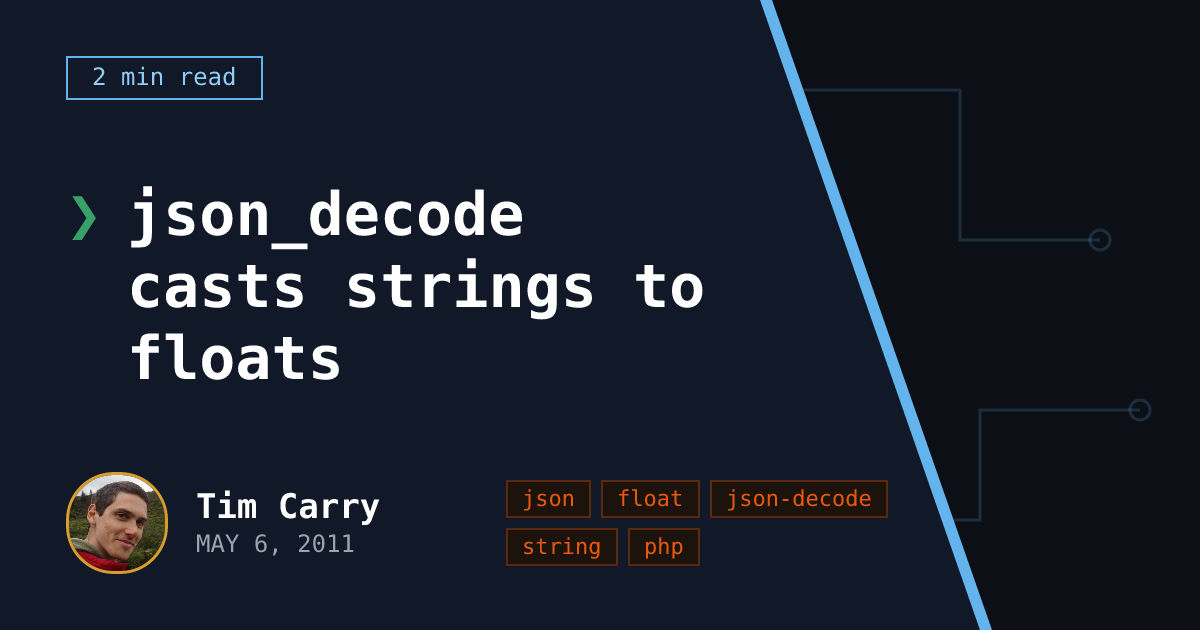 2 min read
❯ json_decode
casts strings to
floats
Tim Carry
MAY 6, 2011
json float json-decode
string php